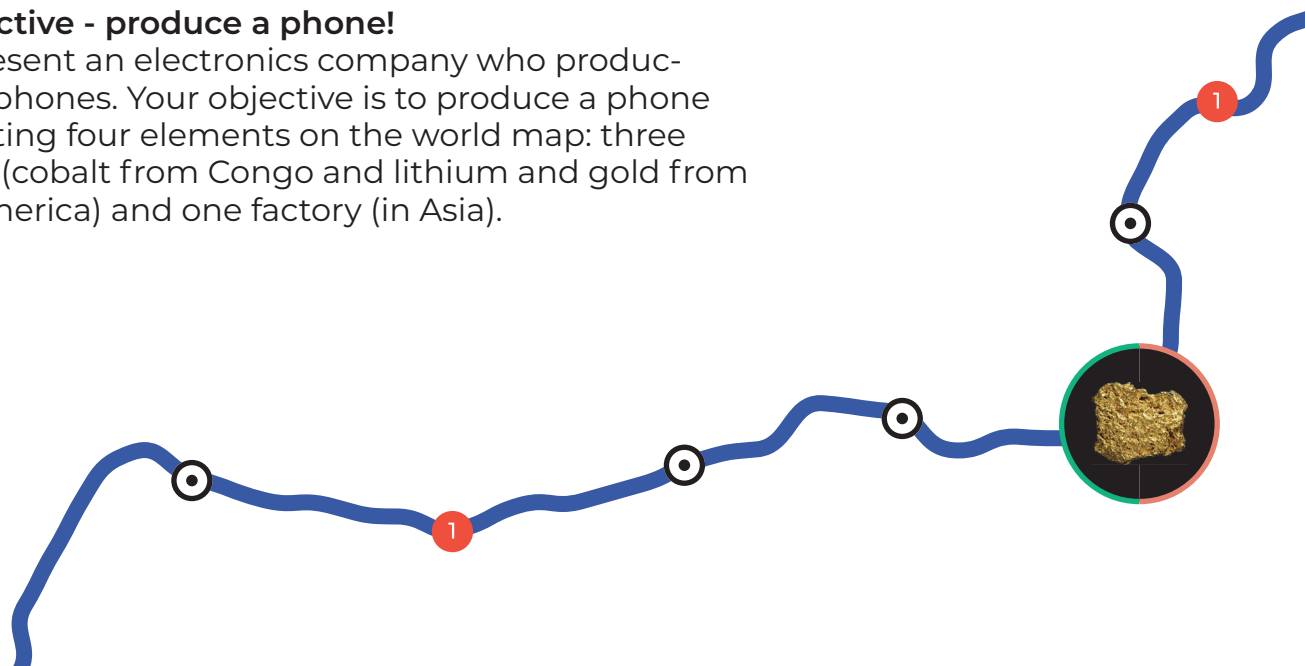 ctive - produce a phone!
esent an electronics company who produc-
phones. Your objective is to produce a phone
ting four elements on the world map: three
(cobalt from Congo and lithium and gold from
merica) and one factory (in Asia).
1
1